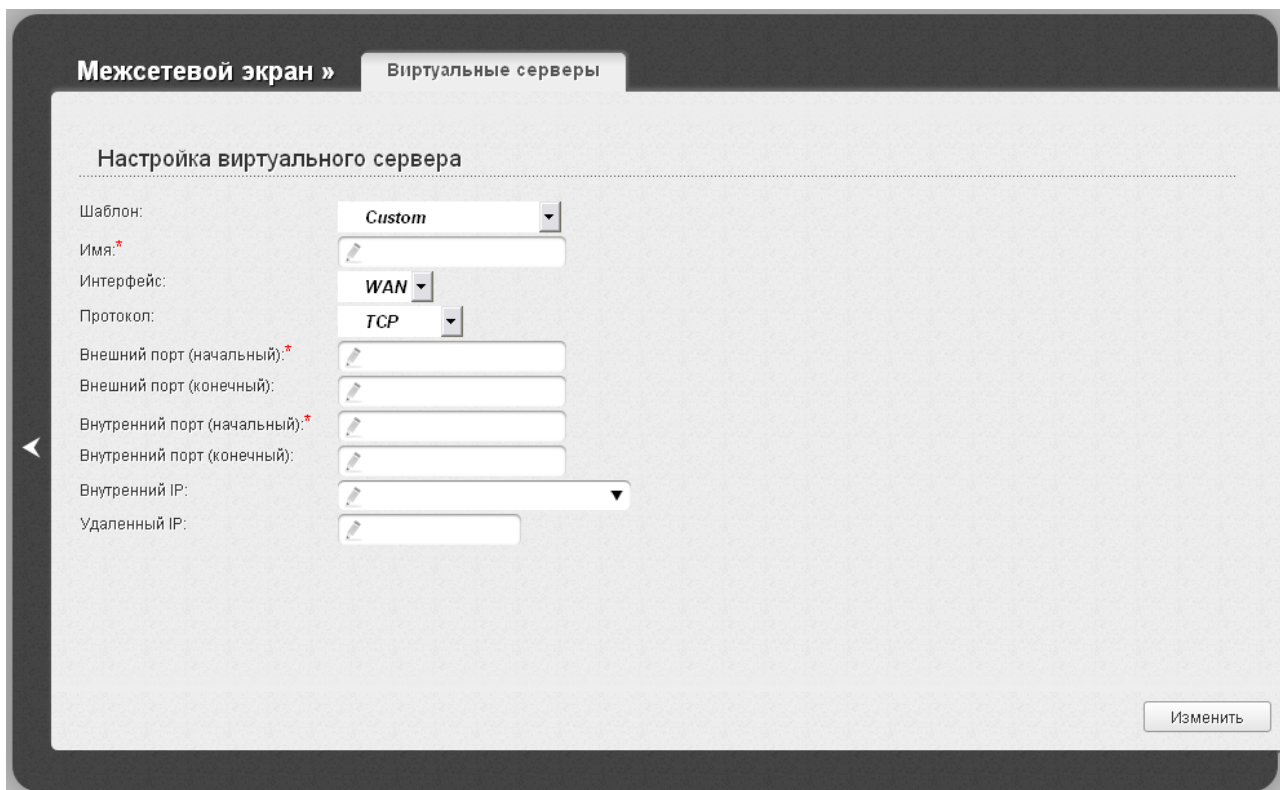 Межсетевой экран »
Виртуальные серверы
Настройка виртуального сервера
Шаблон:
Custom
Имя:*
Интерфейс:
WAN
Протокол:
TCP
Внешний порт (начальный):*
Внешний порт (конечный):
Внутренний порт (начальный):*
Внутренний порт (конечный):
Внутренний IP:
Удаленный IP:
Изменить